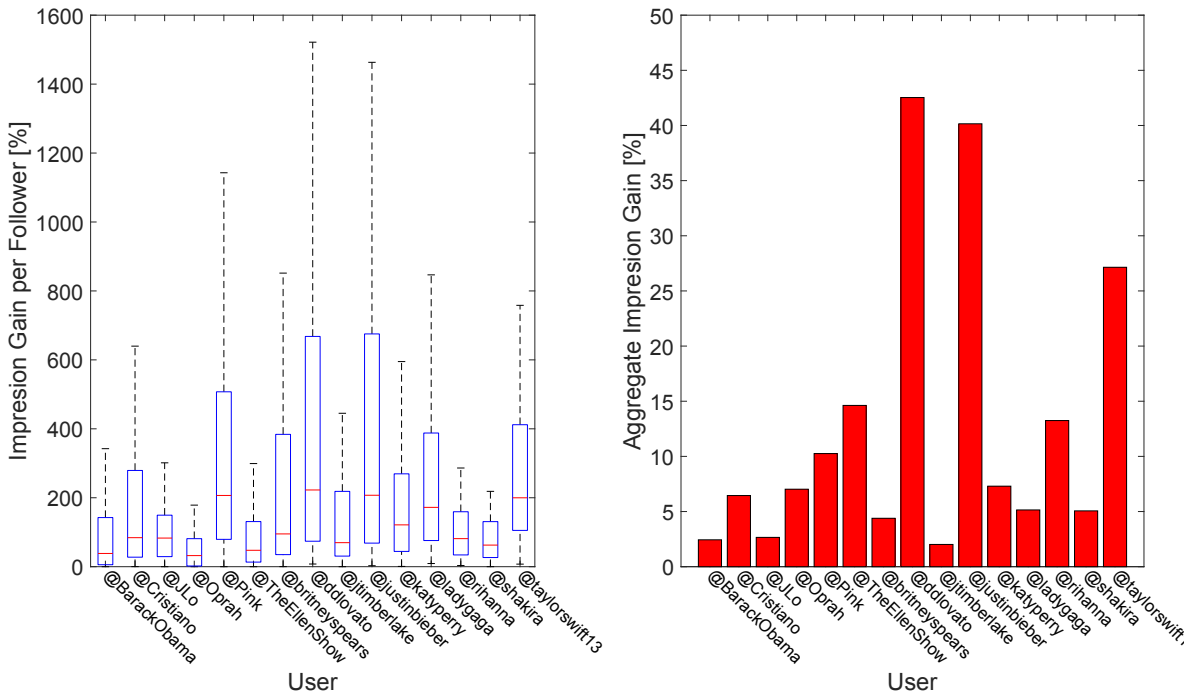 Impresion Gain per Follower [%]
1600
1400
1200
1000
800
600
400
200
0
@BarackObama
@Cristiano
@JLo
@Oprah
@Pink
@TheEllenShow
@britneyspears
@ddlovato
@jtimberlake
@justinbieber
@katyperry
@ladygaga
@rihanna
@shakira
@taylorswift13
User
Aggregate Impresion Gain [%]
50
45
40
35
30
25
20
15
10
5
0
@BarackObama
@Cristiano
@JLo
@Oprah
@Pink
@TheEllenShow
@britneyspears
@ddlovato
@jtimberlake
@justinbieber
@katyperry
@ladygaga
@rihanna
@shakira
@taylorswift1
User